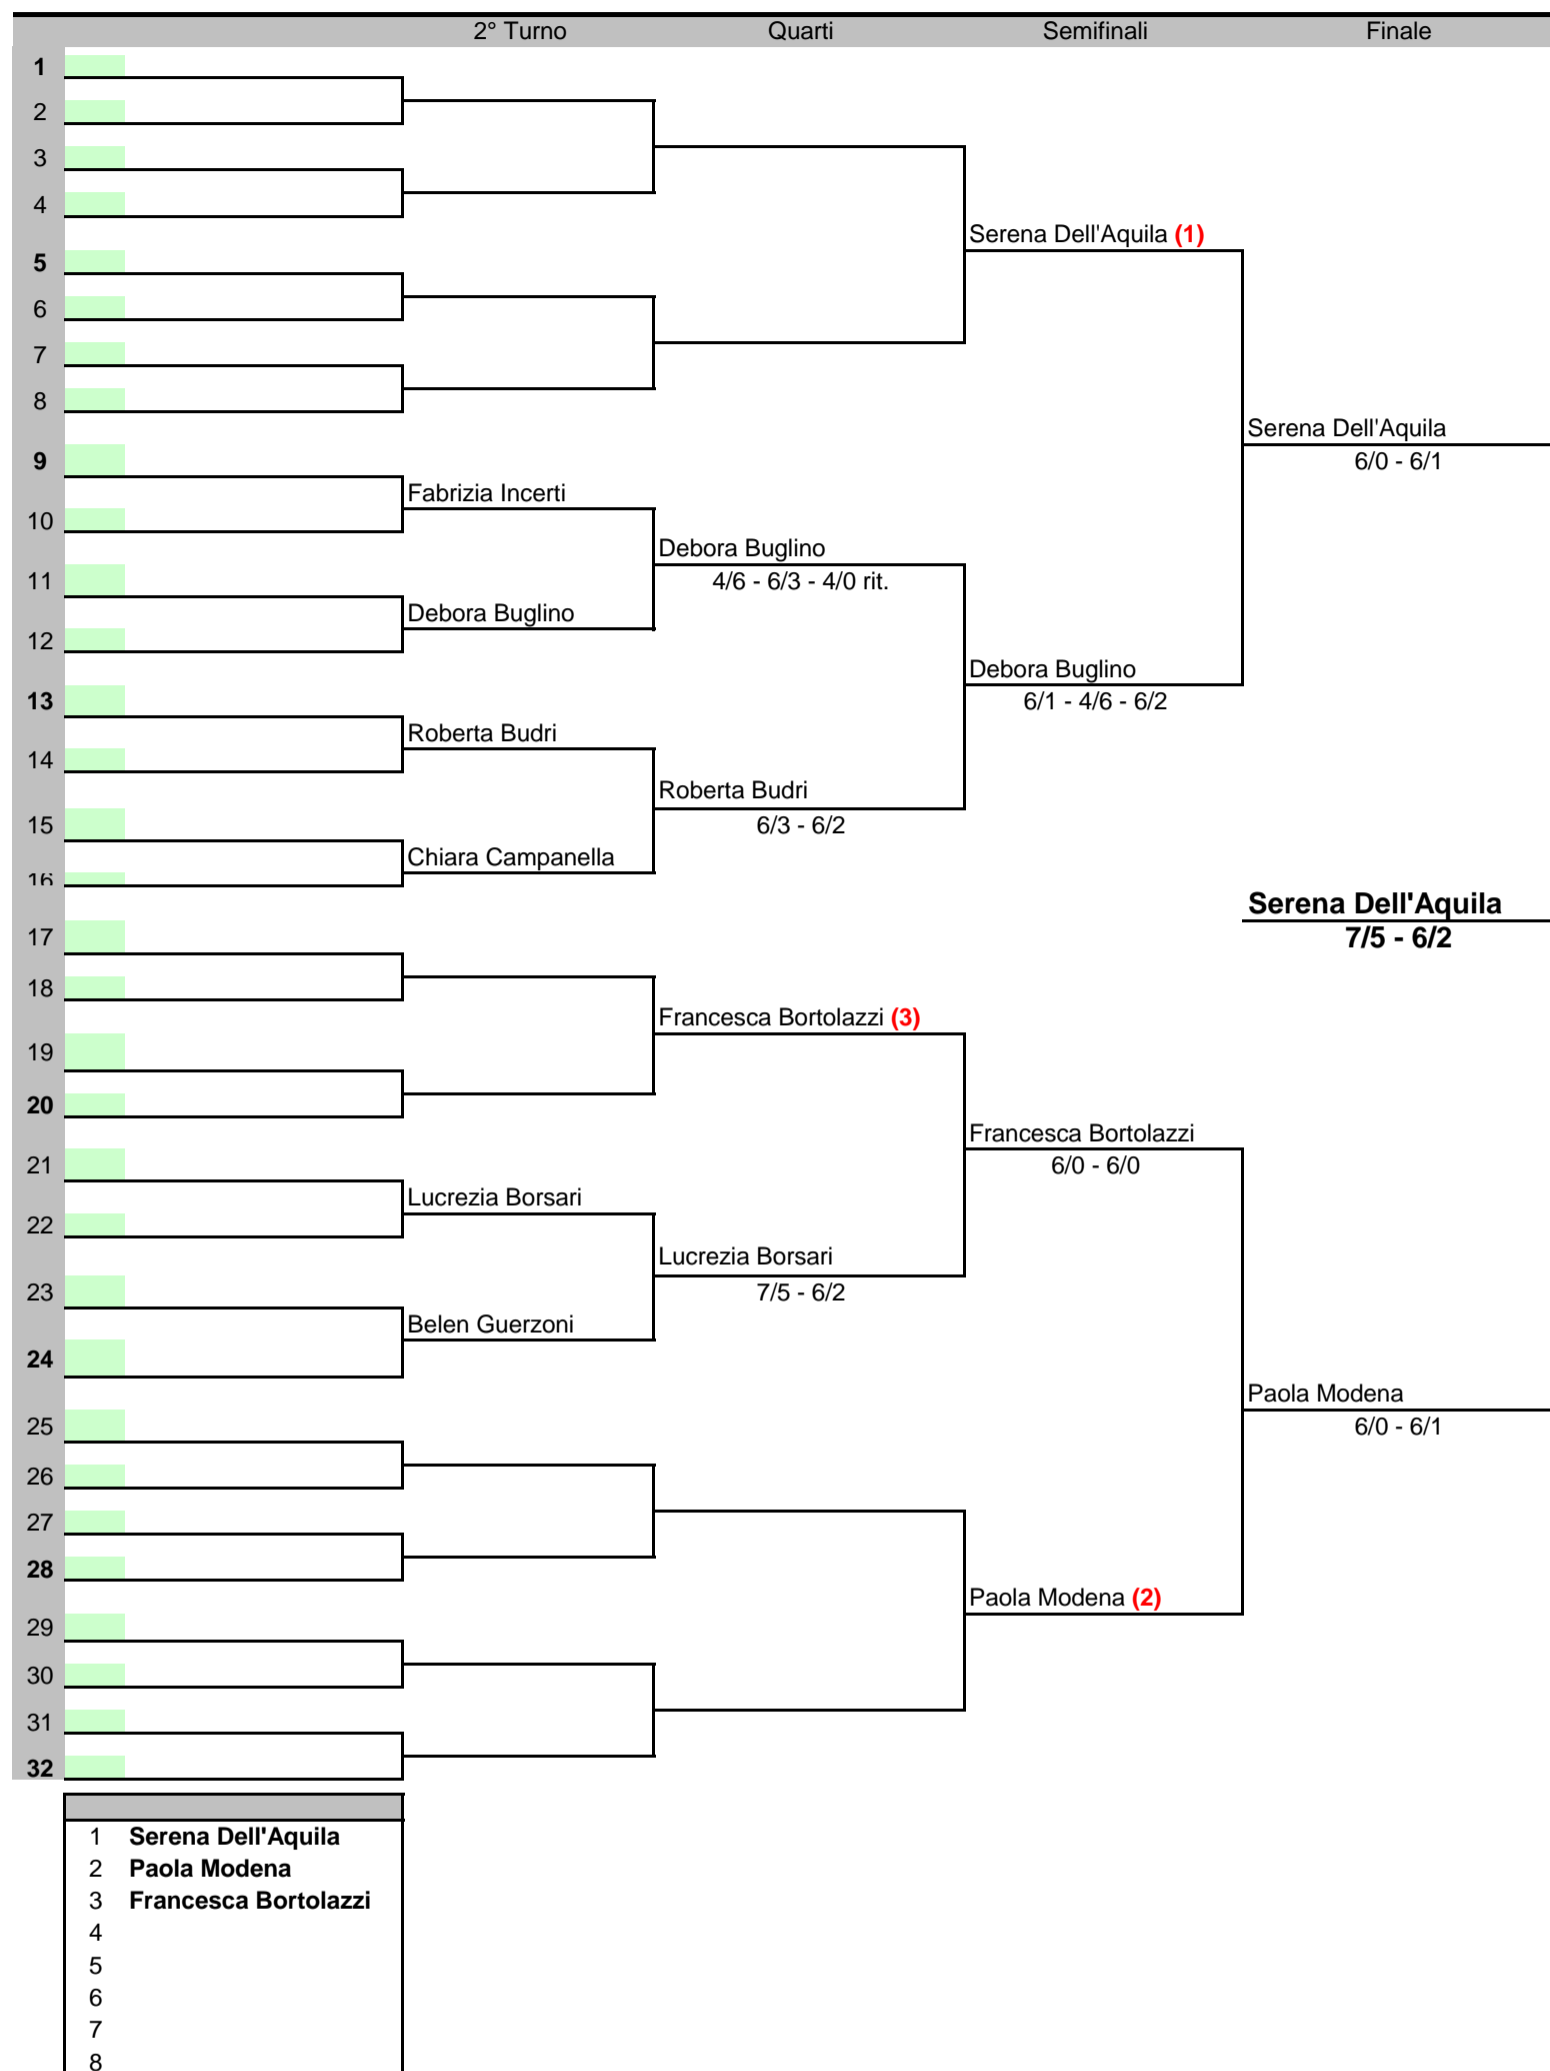 2° Turno Quarti Semifinali Finale
1
2
3
4
Serena Dell'Aquila (1)
5
6
7
8
Serena Dell'Aquila
9
6/0 - 6/1
Fabrizia Incerti
10
Debora Buglino
11
4/6 - 6/3 - 4/0 rit.
Debora Buglino
12
Debora Buglino
13
6/1 - 4/6 - 6/2
Roberta Budri
14
Roberta Budri
15
6/3 - 6/2
Chiara Campanella
16
Serena Dell'Aquila
17
7/5 - 6/2
18
Francesca Bortolazzi (3)
19
20
Francesca Bortolazzi
21
6/0 - 6/0
Lucrezia Borsari
22
Lucrezia Borsari
23
7/5 - 6/2
Belen Guerzoni
24
Paola Modena
25
6/0 - 6/1
26
27
28
Paola Modena (2)
29
30
31
32
1 Serena Dell'Aquila
2 Paola Modena
3 Francesca Bortolazzi
4
5
6
7
8